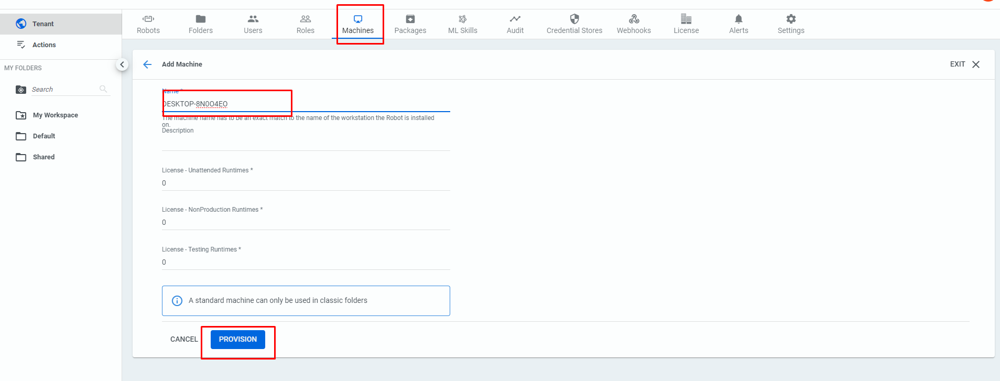 Tenant
Actions
MY FOLDERS
Search
My Workspace
Default
Shared
Robots
Folders
Users
Roles
Machines
Packages
ML Skills
Audit
Credential Stores
Webhooks
License
Alerts
Settings
Add Machine
EXIT
Name *
DESKTOP-8N0O4EO
The machine name has to be an exact match to the name of the workstation the Robot is installed
on.
Description
License - Unattended Runtimes *
0
License - NonProduction Runtimes *
0
License - Testing Runtimes *
0
A standard machine can only be used in classic folders
CANCEL
PROVISION